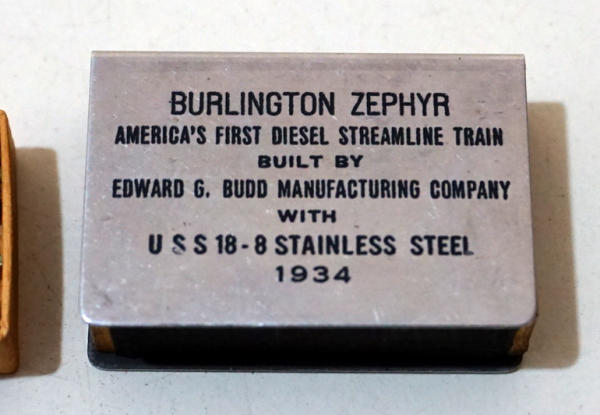 BURLINGTON ZEPHYR
AMERICA'S FIRST DIESEL STREAMLINE TRAIN
BUILT BY
EDWARD G. BUDD MANUFACTURING COMPANY
WITH
U S S 18-8 STAINLESS STEEL
1934